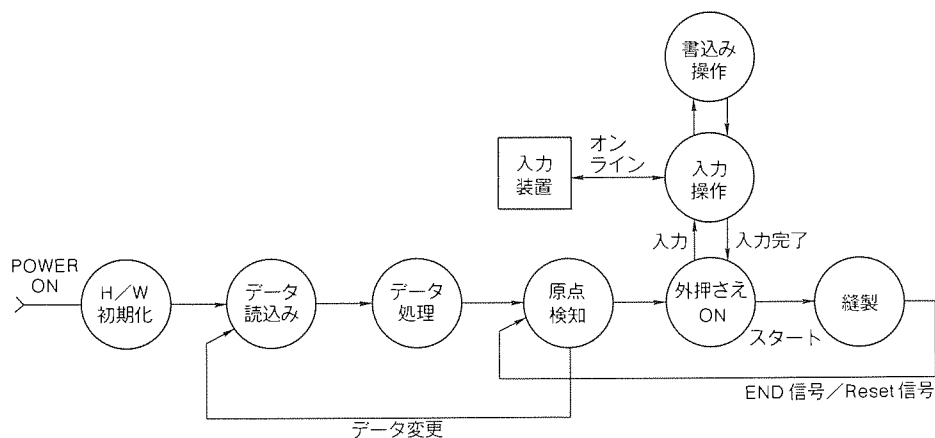 書込み
操作
オン
ライン
入力
装置
入力
操作
入力
入力完了
POWER
ON
H／W
初期化
データ
読込み
データ
処理
原点
検知
外押さえ
ON
縫製
スタート
END 信号／Reset 信号
データ変更